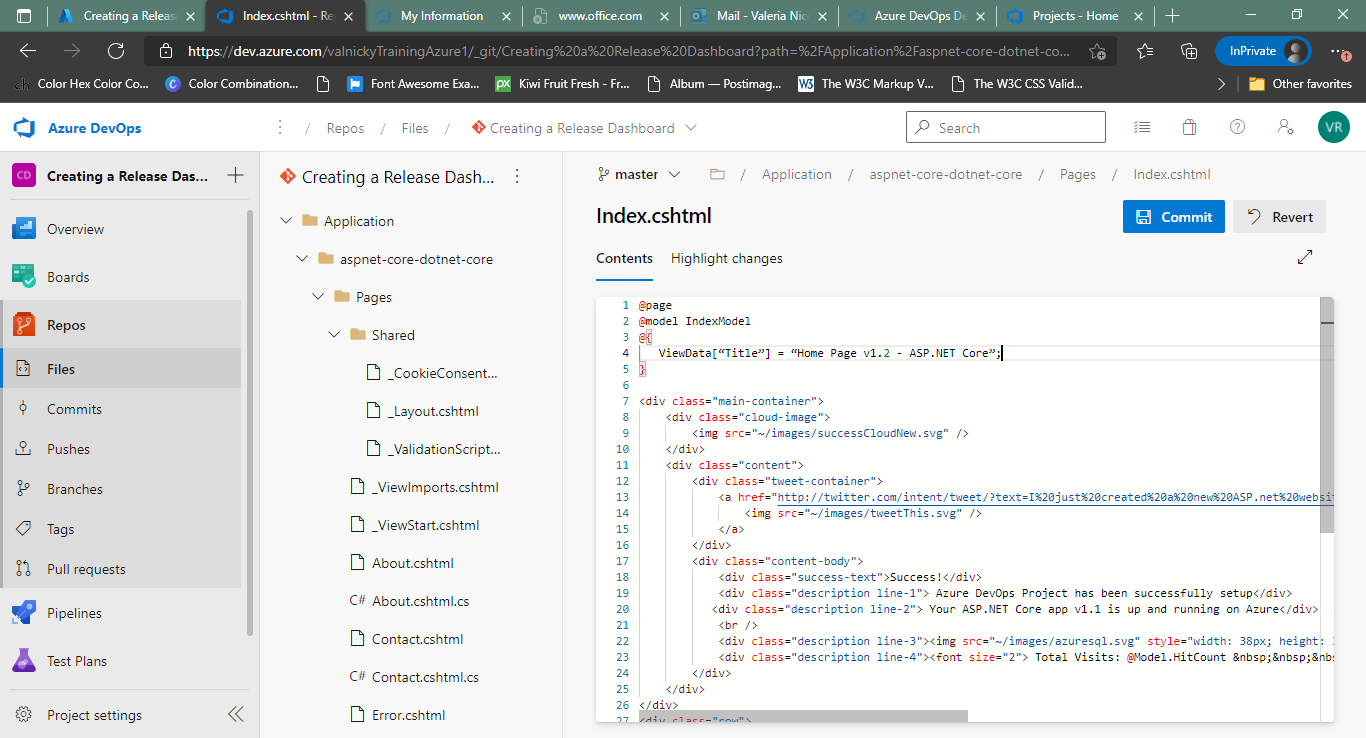 Creating a Releas
Index.cshtml - Re
My Information
www.office.com
Mail - Valeria Nic
Azure DevOps De
Projects - Home
https://dev.azure.com/valnickyTrainingAzure1/_git/Creating%20a%20Release%20Dashboard?path=%2FApplication%2Faspnet-core-dotnet-co...
InPrivate
Color Hex Color Co...
Color Combination...
Font Awesome Exa...
Kiwi Fruit Fresh - Fr...
Album — Postimag...
The W3C Markup V...
The W3C CSS Valid...
Other favorites
Azure DevOps
/ Repos / Files / Creating a Release Dashboard
Search
VR
CD
Creating a Release Das...
Overview
Boards
Repos
Files
Commits
Pushes
Branches
Tags
Pull requests
Pipelines
Test Plans
Project settings
Creating a Release Dash...
Application
aspnet-core-dotnet-core
Pages
Shared
_CookieConsent...
_Layout.cshtml
_ValidationScript...
_ViewImports.cshtml
_ViewStart.cshtml
About.cshtml
C# About.cshtml.cs
Contact.cshtml
C# Contact.cshtml.cs
Error.cshtml
master / Application / aspnet-core-dotnet-core / Pages / Index.cshtml
Index.cshtml
Commit
Revert
Contents
Highlight changes
1 @page
2 @model IndexModel
3 @{
4 ViewData[“Title”] = “Home Page v1.2 - ASP.NET Core”;
5 }
6
7 <div class="main-container">
8 <div class="cloud-image">
9 <img src="~/images/successCloudNew.svg" />
10 </div>
11 <div class="content">
12 <div class="tweet-container">
13 <a href="http://twitter.com/intent/tweet/?text=I%20just%20created%20a%20new%20ASP.net%20websit
14 <img src="~/images/tweetThis.svg" />
15 </a>
16 </div>
17 <div class="content-body">
18 <div class="success-text">Success!</div>
19 <div class="description line-1"> Azure DevOps Project has been successfully setup</div>
20 <div class="description line-2"> Your ASP.NET Core app v1.1 is up and running on Azure</div>
21 <br />
22 <div class="description line-3"><img src="~/images/azuresql.svg" style="width: 38px; height:
23 <div class="description line-4"><font size="2"> Total Visits: @Model.HitCount &nbsp;&nbsp;&nb
24 </div>
25 </div>
26 </div>
27 <div class="row">